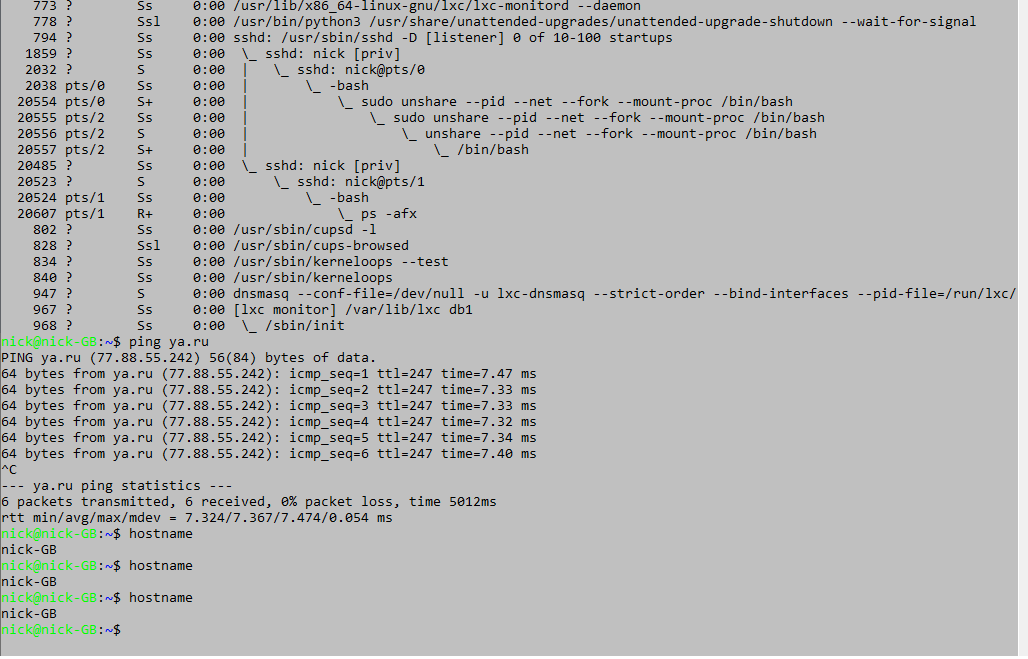 773 ?        Ss     0:00 /usr/lib/x86_64-linux-gnu/lxc/lxc-monitord --daemon
778 ?        Ssl    0:00 /usr/bin/python3 /usr/share/unattended-upgrades/unattended-upgrade-shutdown --wait-for-signal
794 ?        Ss     0:00 sshd: /usr/sbin/sshd -D [listener] 0 of 10-100 startups
1859 ?        Ss     0:00  \_ sshd: nick [priv]
2032 ?        S      0:00  |   \_ sshd: nick@pts/0
2038 pts/0    Ss     0:00  |       \_ -bash
20554 pts/0    S+     0:00  |           \_ sudo unshare --pid --net --fork --mount-proc /bin/bash
20555 pts/2    Ss     0:00  |               \_ sudo unshare --pid --net --fork --mount-proc /bin/bash
20556 pts/2    S      0:00  |                   \_ unshare --pid --net --fork --mount-proc /bin/bash
20557 pts/2    S+     0:00  |                       \_ /bin/bash
20485 ?        Ss     0:00  \_ sshd: nick [priv]
20523 ?        S      0:00      \_ sshd: nick@pts/1
20524 pts/1    Ss     0:00          \_ -bash
20607 pts/1    R+     0:00              \_ ps -afx
802 ?        Ss     0:00 /usr/sbin/cupsd -l
828 ?        Ssl    0:00 /usr/sbin/cups-browsed
834 ?        Ss     0:00 /usr/sbin/kerneloops --test
840 ?        Ss     0:00 /usr/sbin/kerneloops
947 ?        S      0:00 dnsmasq --conf-file=/dev/null -u lxc-dnsmasq --strict-order --bind-interfaces --pid-file=/run/lxc/
967 ?        Ss     0:00 [lxc monitor] /var/lib/lxc db1
968 ?        Ss     0:00  \_ /sbin/init
nick@nick-GB:~$ ping ya.ru
PING ya.ru (77.88.55.242) 56(84) bytes of data.
64 bytes from ya.ru (77.88.55.242): icmp_seq=1 ttl=247 time=7.47 ms
64 bytes from ya.ru (77.88.55.242): icmp_seq=2 ttl=247 time=7.33 ms
64 bytes from ya.ru (77.88.55.242): icmp_seq=3 ttl=247 time=7.33 ms
64 bytes from ya.ru (77.88.55.242): icmp_seq=4 ttl=247 time=7.32 ms
64 bytes from ya.ru (77.88.55.242): icmp_seq=5 ttl=247 time=7.34 ms
64 bytes from ya.ru (77.88.55.242): icmp_seq=6 ttl=247 time=7.40 ms
^C
--- ya.ru ping statistics ---
6 packets transmitted, 6 received, 0% packet loss, time 5012ms
rtt min/avg/max/mdev = 7.324/7.367/7.474/0.054 ms
nick@nick-GB:~$ hostname
nick-GB
nick@nick-GB:~$ hostname
nick-GB
nick@nick-GB:~$ hostname
nick-GB
nick@nick-GB:~$